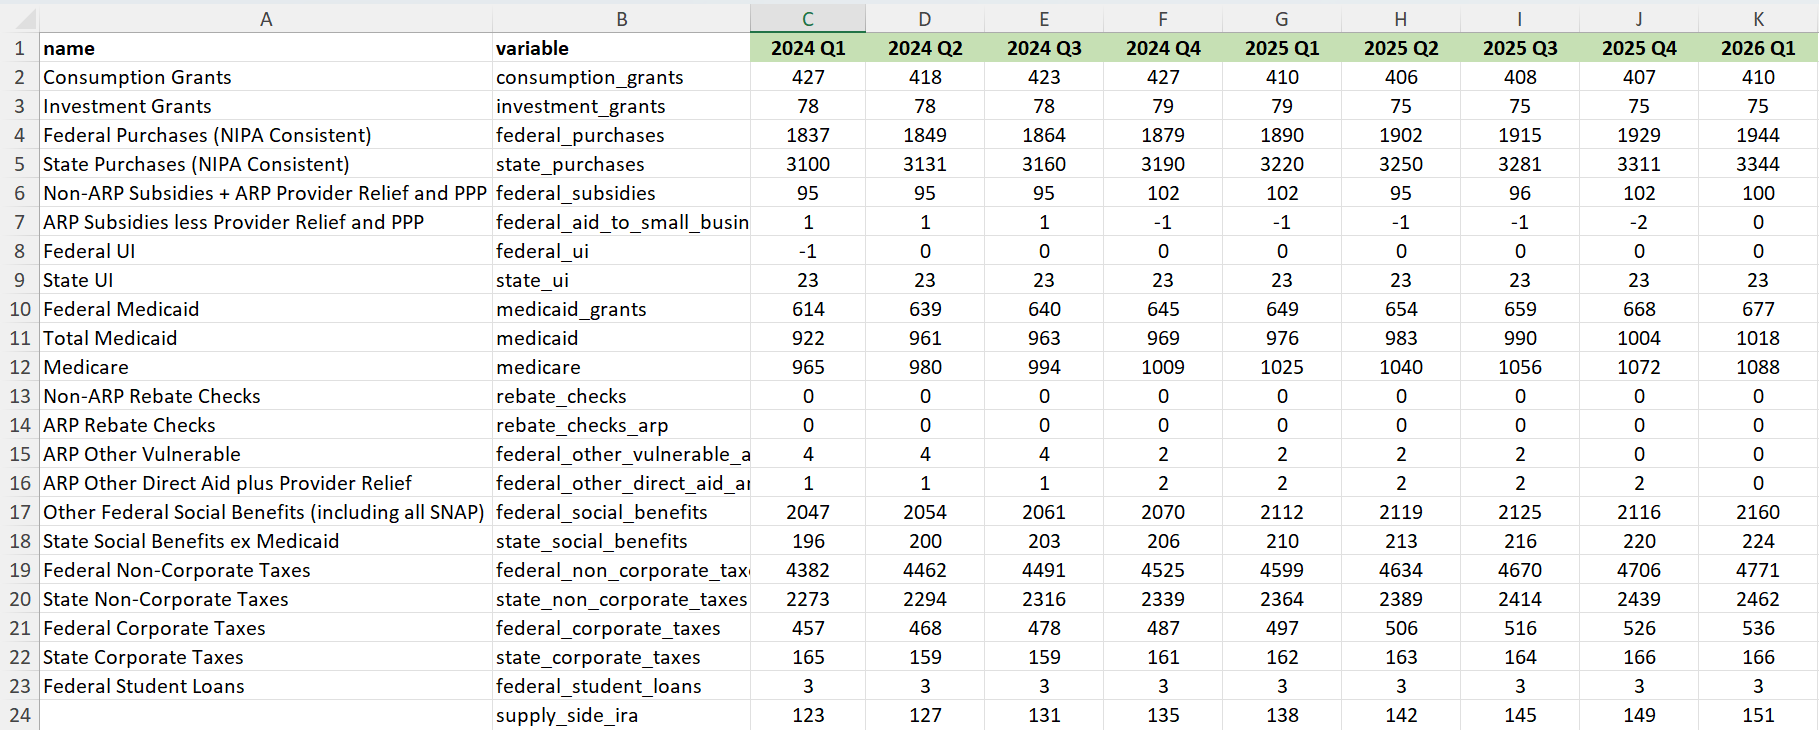 A B C D E F G H I J K
1 name variable 2024 Q1 2024 Q2 2024 Q3 2024 Q4 2025 Q1 2025 Q2 2025 Q3 2025 Q4 2026 Q1
2 Consumption Grants consumption_grants 427 418 423 427 410 406 408 407 410
3 Investment Grants investment_grants 78 78 78 79 79 75 75 75 75
4 Federal Purchases (NIPA Consistent) federal_purchases 1837 1849 1864 1879 1890 1902 1915 1929 1944
5 State Purchases (NIPA Consistent) state_purchases 3100 3131 3160 3190 3220 3250 3281 3311 3344
6 Non-ARP Subsidies + ARP Provider Relief and PPP federal_subsidies 95 95 95 102 102 95 96 102 100
7 ARP Subsidies less Provider Relief and PPP federal_aid_to_small_busin 1 1 1 -1 -1 -1 -1 -2 0
8 Federal UI federal_ui -1 0 0 0 0 0 0 0 0
9 State UI state_ui 23 23 23 23 23 23 23 23 23
10 Federal Medicaid medicaid_grants 614 639 640 645 649 654 659 668 677
11 Total Medicaid medicaid 922 961 963 969 976 983 990 1004 1018
12 Medicare medicare 965 980 994 1009 1025 1040 1056 1072 1088
13 Non-ARP Rebate Checks rebate_checks 0 0 0 0 0 0 0 0 0
14 ARP Rebate Checks rebate_checks_arp 0 0 0 0 0 0 0 0 0
15 ARP Other Vulnerable federal_other_vulnerable_a 4 4 4 2 2 2 2 0 0
16 ARP Other Direct Aid plus Provider Relief federal_other_direct_aid_ar 1 1 1 2 2 2 2 2 0
17 Other Federal Social Benefits (including all SNAP) federal_social_benefits 2047 2054 2061 2070 2112 2119 2125 2116 2160
18 State Social Benefits ex Medicaid state_social_benefits 196 200 203 206 210 213 216 220 224
19 Federal Non-Corporate Taxes federal_non_corporate_tax 4382 4462 4491 4525 4599 4634 4670 4706 4771
20 State Non-Corporate Taxes state_non_corporate_taxes 2273 2294 2316 2339 2364 2389 2414 2439 2462
21 Federal Corporate Taxes federal_corporate_taxes 457 468 478 487 497 506 516 526 536
22 State Corporate Taxes state_corporate_taxes 165 159 159 161 162 163 164 166 166
23 Federal Student Loans federal_student_loans 3 3 3 3 3 3 3 3 3
24 supply_side_ira 123 127 131 135 138 142 145 149 151